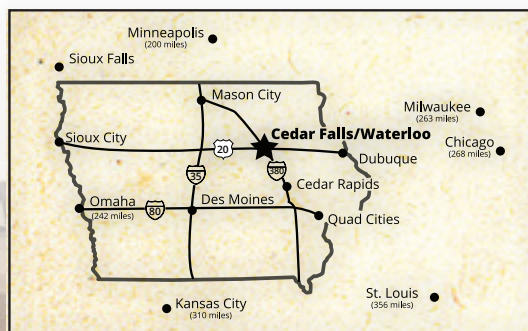 Minneapolis
(200 miles)
Sioux Falls
Mason City
Milwaukee
(263 miles)
Cedar Falls/Waterloo
Sioux City
20
Chicago
(268 miles)
Dubuque
35
380
Cedar Rapids
Omaha
(242 miles)
80
Des Moines
Quad Cities
St. Louis
(356 miles)
Kansas City
(310 miles)